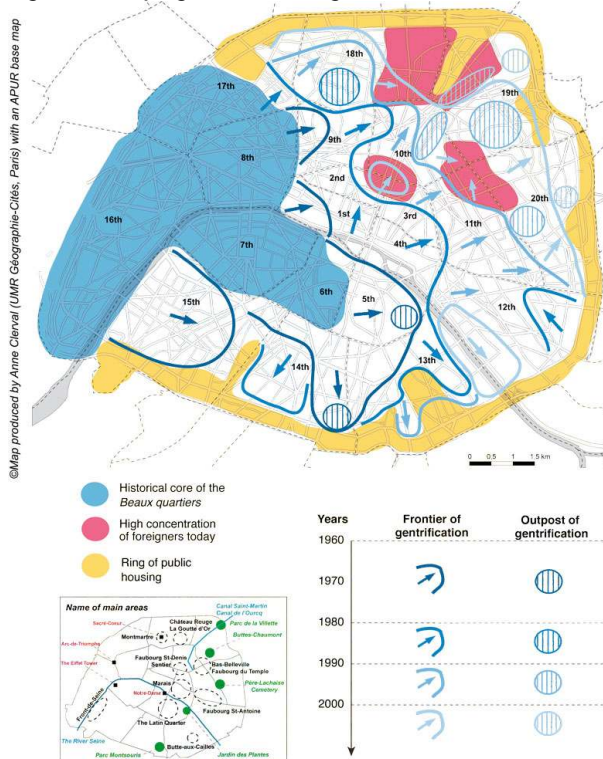 ©Map produced by Anne Clerval (UMR Géographie-Cités, Paris) with an APUR base map
18th
17th
19th
9th
10th
8th
2nd
20th
16th
1st
3rd
11th
7th
4th
6th
15th
5th
12th
14th
13th
0 0.5 1 1.5 km
Historical core of the
Beaux quartiers
High concentration
of foreigners today
Ring of public
housing
Years
Frontier of
gentrification
Outpost of
gentrification
1960
1970
1980
1990
2000
Name of main areas
Canal Saint-Martin
Canal de l'Ourcq
Château Rouge
La Goutte d'Or
Sacré-Coeur
Parc de la Villette
Montmartre
Buttes-Chaumont
Arc-de-Triomphe
Faubourg St-Denis
Sentier
Bas-Belleville
Faubourg du Temple
The Eiffel Tower
Marais
Père-Lachaise
Cemetery
Notre-Dame
Front-de-Seine
Faubourg St-Antoine
The Latin Quarter
The River Seine
Butte-aux-Cailles
Parc Montsouris
Jardin des Plantes